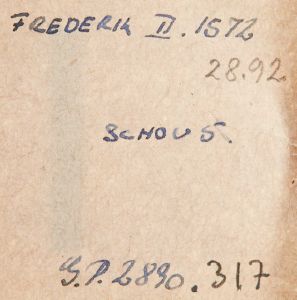 FREDERIK II. 1572
28.92
SCHOU 5.
G.P. 2890.317